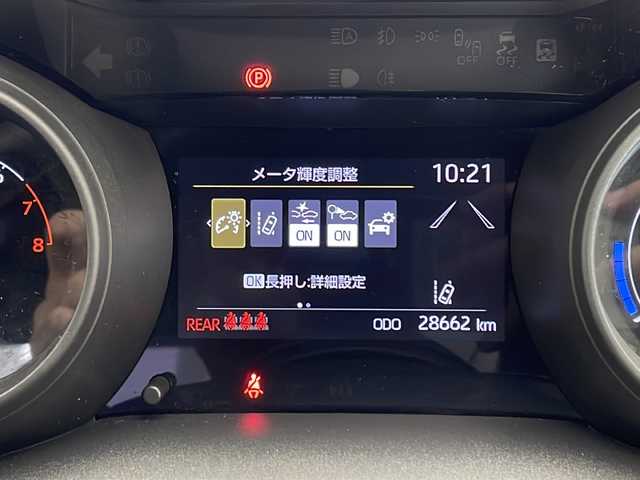 P
OFF
OFF
メータ輝度調整
10:21
7
8
ON
ON
OK長押し:詳細設定
REAR
ODO 28662 km